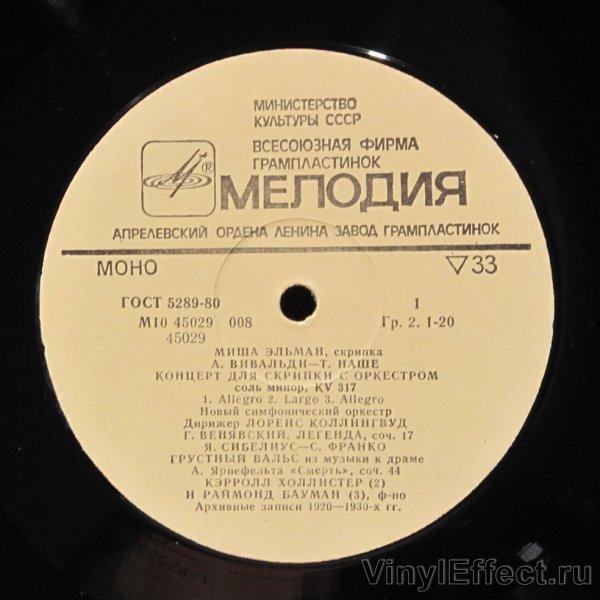 МИНИСТЕРСТВО
КУЛЬТУРЫ СССР
ВСЕСОЮЗНАЯ ФИРМА
ГРАМПЛАСТИНОК
®
МЕЛОДИЯ
АПРЕЛЕВСКИЙ ОРДЕНА ЛЕНИНА ЗАВОД ГРАМПЛАСТИНОК
МОНО ▽33
ГОСТ 5289-80 1
М10 45029 008 Гр. 2. 1-20
45029
МИША ЭЛЬМАН, скрипка
А. ВИВАЛЬДИ—Т. НАШЕ
КОНЦЕРТ ДЛЯ СКРИПКИ С ОРКЕСТРОМ
соль минор, KV 317
1. Allegro 2. Largo 3. Allegro
Новый симфонический оркестр
Дирижер ЛОРЕНС КОЛЛИНГВУД
Г. ВЕНЯВСКИЙ. ЛЕГЕНДА, соч. 17
Я. СИБЕЛИУС—С. ФРАНКО
ГРУСТНЫЙ ВАЛЬС из музыки к драме
А. Ярнефельта «Смерть», соч. 44
КЭРРОЛЛ ХОЛЛИСТЕР (2)
И РАЙМОНД БАУМАН (3), ф-но
Архивные записи 1920—1930-х гг.
VinylEffect.ru